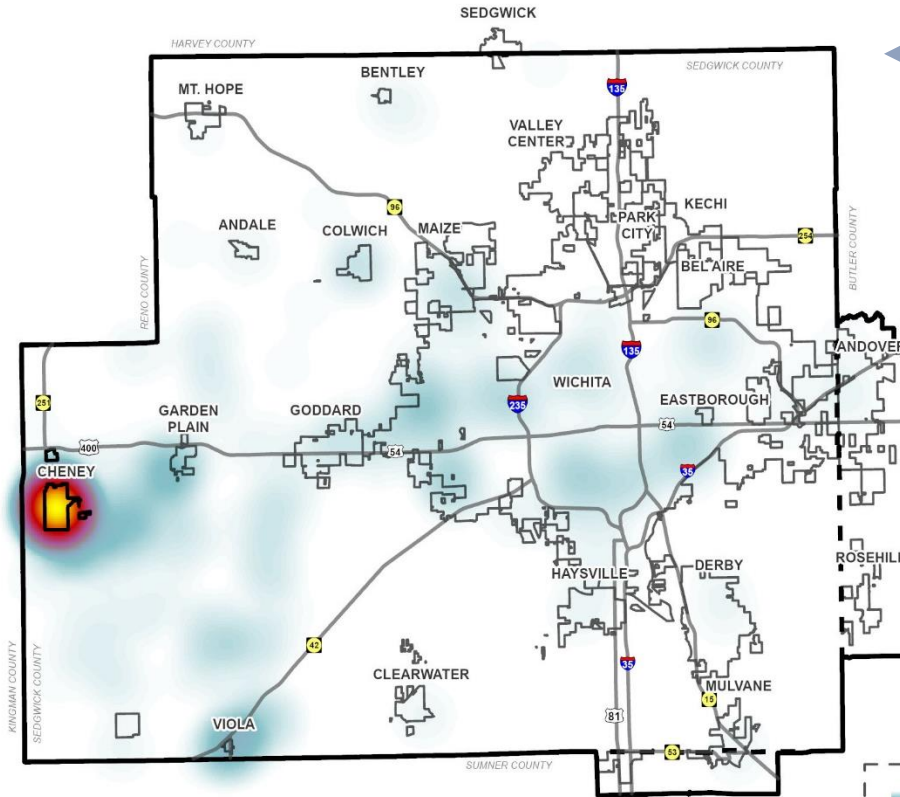 SEDGWICK
HARVEY COUNTY
SEDGWICK COUNTY
BENTLEY
135
MT. HOPE
VALLEY
CENTER
96
KECHI
PARK
CITY
ANDALE
COLWICH
MAIZE
254
BEL AIRE
BUTLER COUNTY
RENO COUNTY
96
135
ANDOVER
WICHITA
251
235
EASTBOROUGH
GARDEN
PLAIN
GODDARD
54
400
54
CHENEY
35
HAYSVILLE
DERBY
ROSEHILL
KINGMAN COUNTY
SEDGWICK COUNTY
42
35
CLEARWATER
MULVANE
15
VIOLA
81
53
SUMNER COUNTY